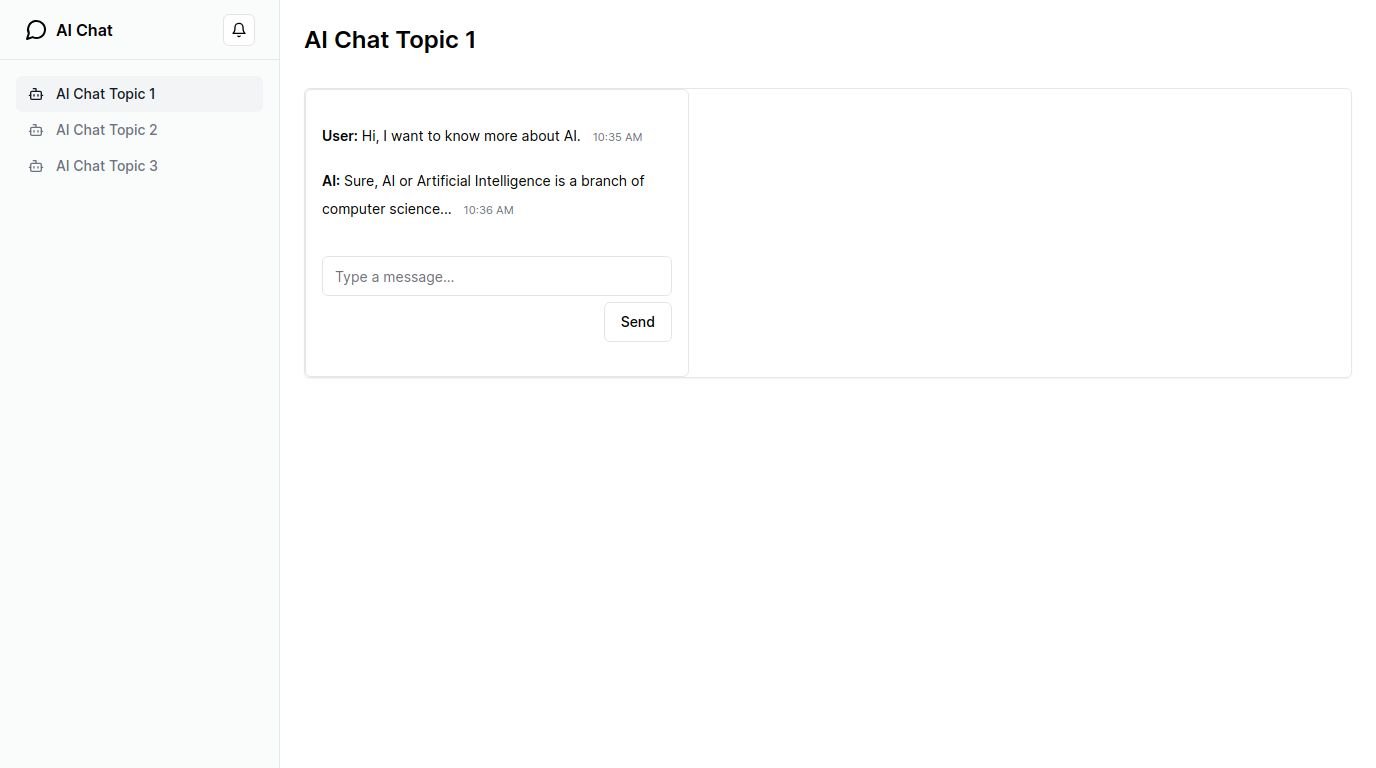 AI Chat
AI Chat Topic 1
AI Chat Topic 2
AI Chat Topic 3
AI Chat Topic 1
User: Hi, I want to know more about AI. 10:35 AM
AI: Sure, AI or Artificial Intelligence is a branch of
computer science... 10:36 AM
Type a message...
Send